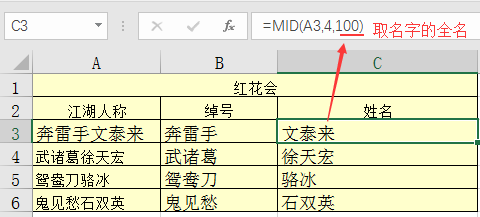 C3 fx =MID(A3,4,100) 取名字的全名
A B C
1 红花会
2 江湖人称 绰号 姓名
3 奔雷手文泰来 奔雷手 文泰来
4 武诸葛徐天宏 武诸葛 徐天宏
5 鸳鸯刀骆冰 鸳鸯刀 骆冰
6 鬼见愁石双英 鬼见愁 石双英